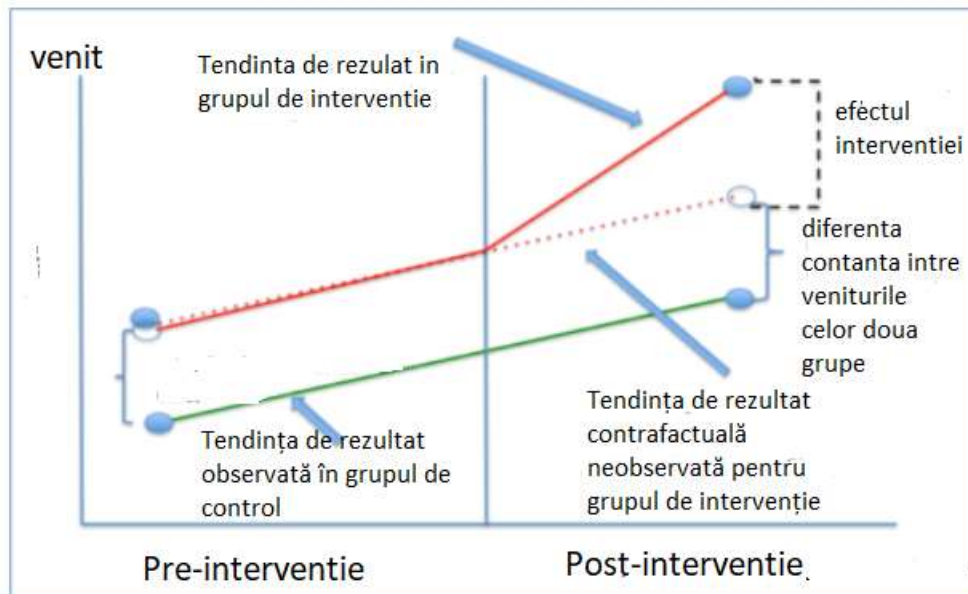 venit
Tendinta de rezulat in
grupul de interventie
efectul
interventiei
diferenta
contanta intre
veniturile
celor doua
grupe
Tendința de rezultat
observată în grupul de
control
Tendința de rezultat
contrafactuală
neobservată pentru
grupul de intervenție
Pre-interventie
Post-interventie